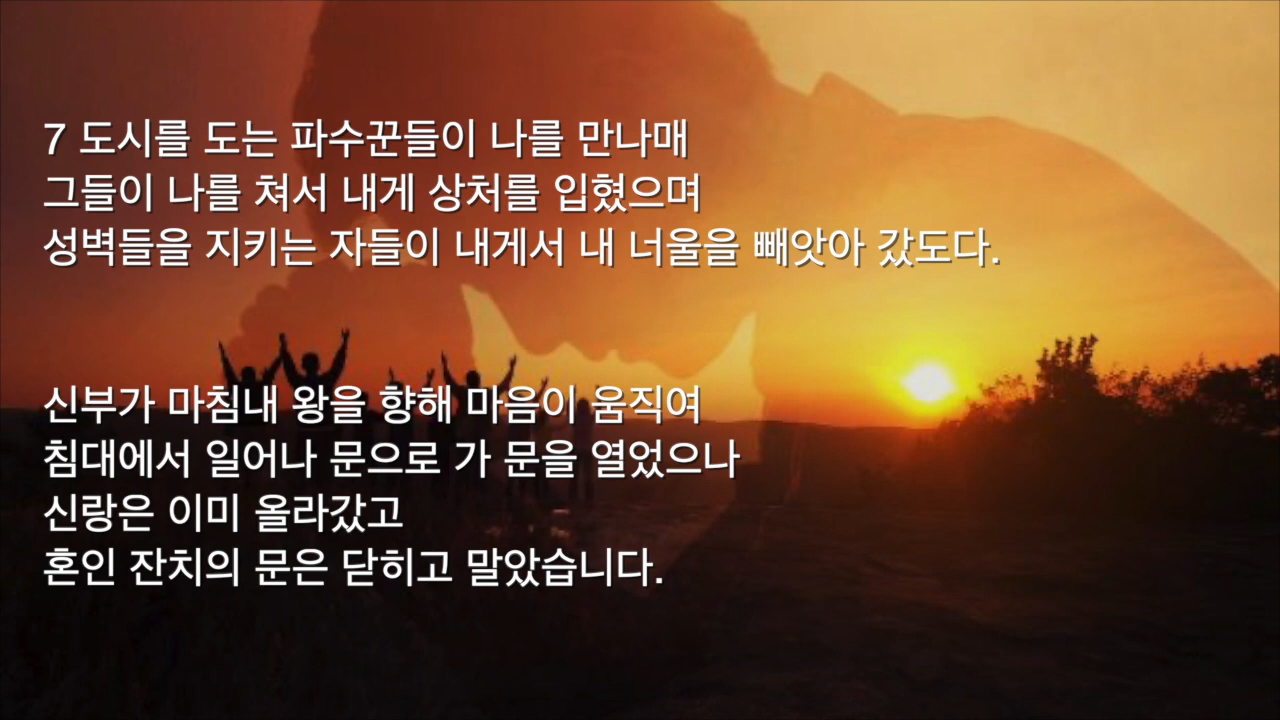 7 도시를 도는 파수꾼들이 나를 만나매
그들이 나를 쳐서 내게 상처를 입혔으며
성벽들을 지키는 자들이 내게서 내 너울을 빼앗아 갔도다.
신부가 마침내 왕을 향해 마음이 움직여
침대에서 일어나 문으로 가 문을 열었으나
신랑은 이미 올라갔고
혼인 잔치의 문은 닫히고 말았습니다.